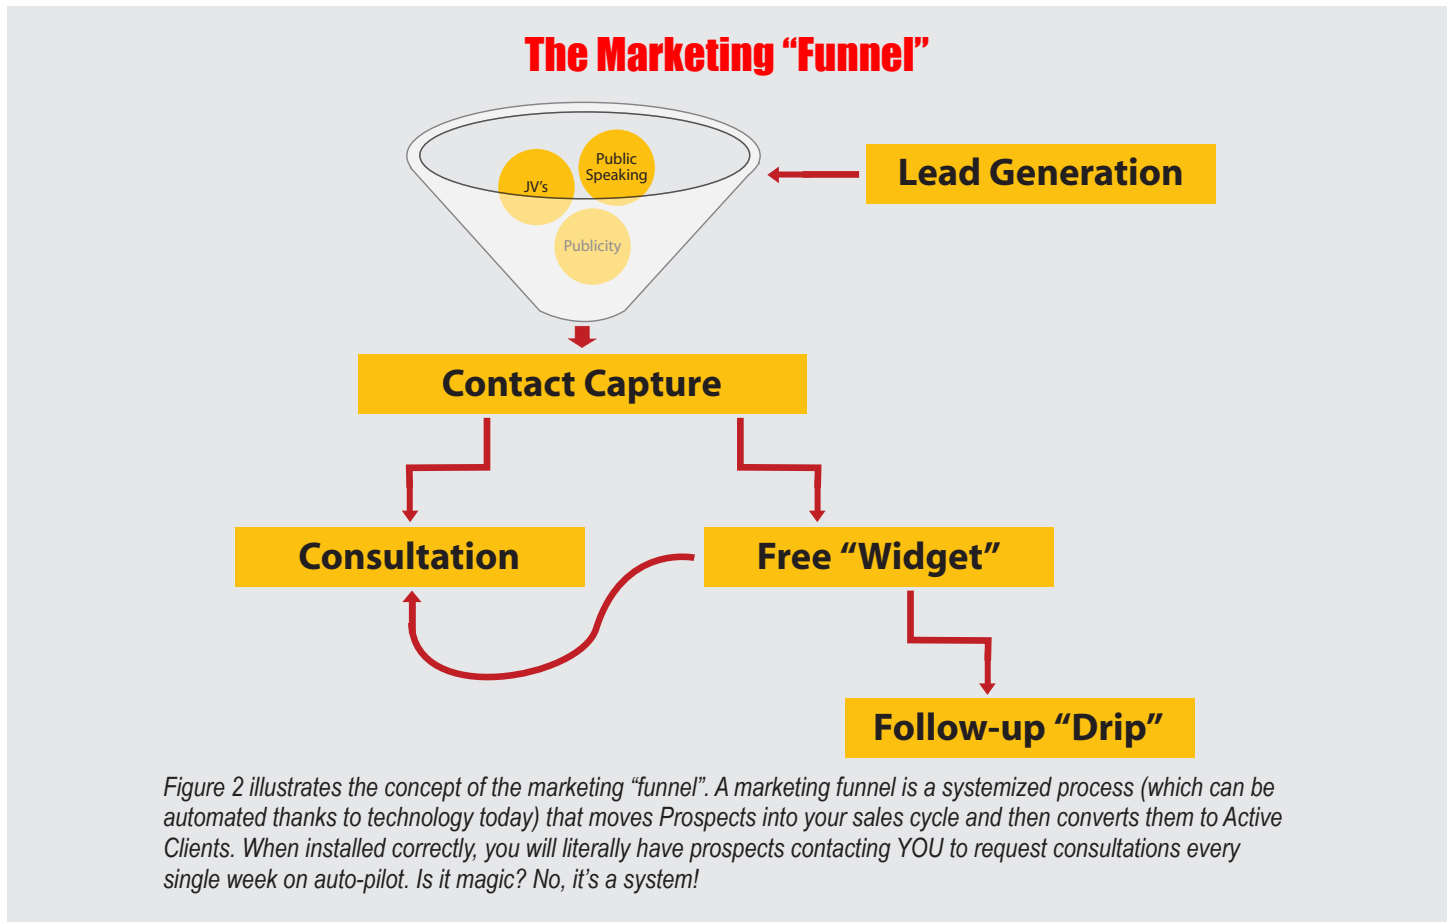 The Marketing “Funnel”
Public
Speaking
JV’s
Publicity
Lead Generation
Contact Capture
Consultation
Free “Widget”
Follow-up “Drip”
Figure 2 illustrates the concept of the marketing “funnel”. A marketing funnel is a systemized process (which can be
automated thanks to technology today) that moves Prospects into your sales cycle and then converts them to Active
Clients. When installed correctly, you will literally have prospects contacting YOU to request consultations every
single week on auto-pilot. Is it magic? No, it’s a system!